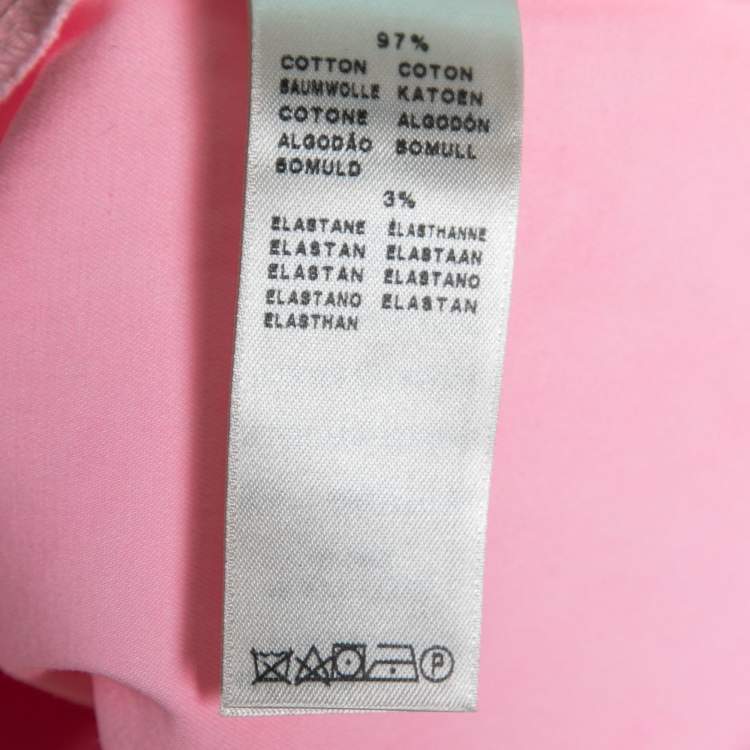 97%
COTTON COTON
BAUMWOLLE KATOEN
COTONE ALGODÓN
ALGODÃO BOMULL
BOMULD
3%
ELASTANE ÉLASTHANNE
ELASTAN ELASTAAN
ELASTAN ELASTANO
ELASTANO ELASTAN
ELASTHAN
P